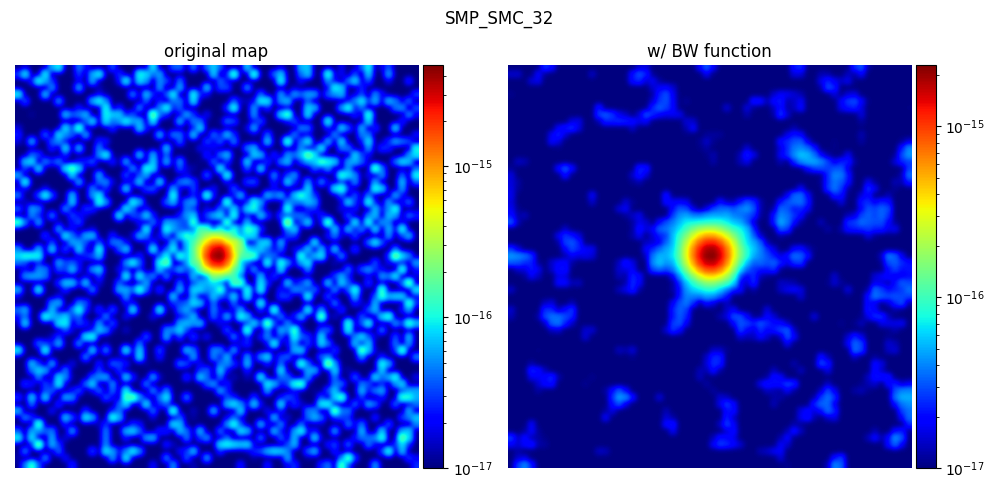 SMP_SMC_32
original map
w/ BW function
10⁻¹⁵
10⁻¹⁶
10⁻¹⁷
10⁻¹⁵
10⁻¹⁶
10⁻¹⁷